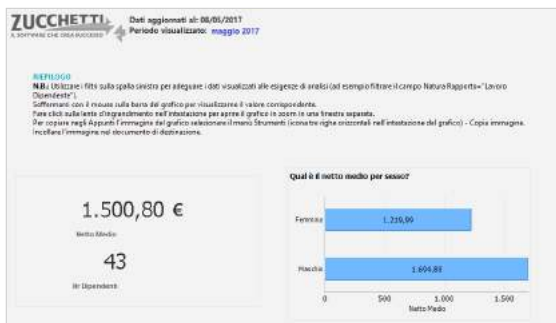 ZUCCHETTI
IL SOFTWARE CHE CREA SUCCESSO
Dati aggiornati al: 08/05/2017
Periodo visualizzato: maggio 2017
RIEPILOGO
N.B.: Utilizzare i filtri sulla spalla sinistra per adeguare i dati visualizzati alle esigenze di analisi (ad esempio filtrare il campo Natura Rapporto="Lavoro
Dipendente").
Soffermarsi con il mouse sulla barra del grafico per visualizzarne il valore corrispondente.
Fare click sulla lente d'ingrandimento nell'intestazione per aprire il grafico in zoom in una finestra separata.
Per copiare negli Appunti l'immagine del grafico selezionare il menù Strumenti (icona tre righe orizzontali nell'intestazione del grafico) - Copia immagine.
Incollare l'immagine nel documento di destinazione.
1.500,80 €
Netto Medio
43
Nr Dipendenti
Qual è il netto medio per sesso?
Femmina
1.219,99
Maschio
1.694,89
0 500 1.000 1.500
Netto Medio